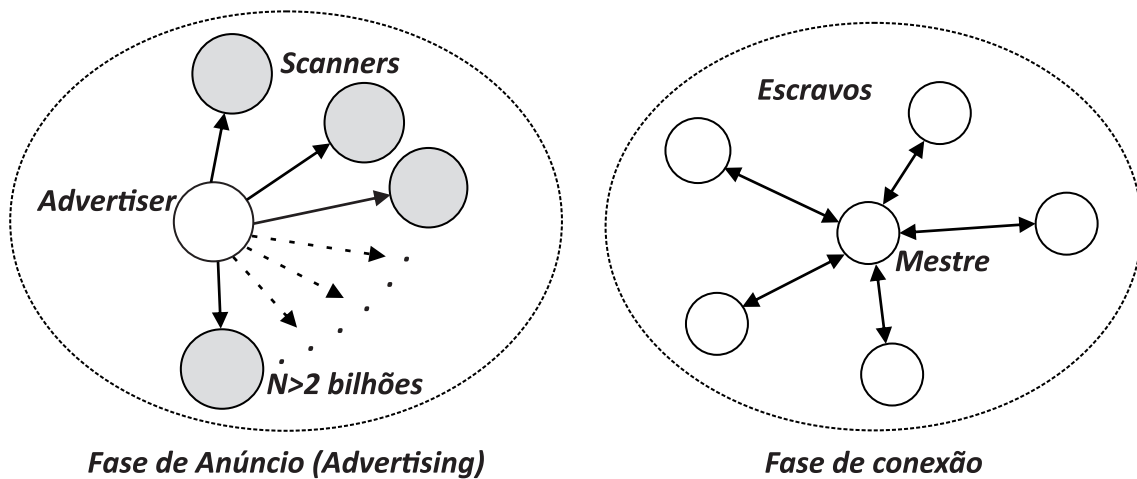 Scanners
Advertiser
N>2 bilhões
Fase de Anúncio (Advertising)
Escravos
Mestre
Fase de conexão